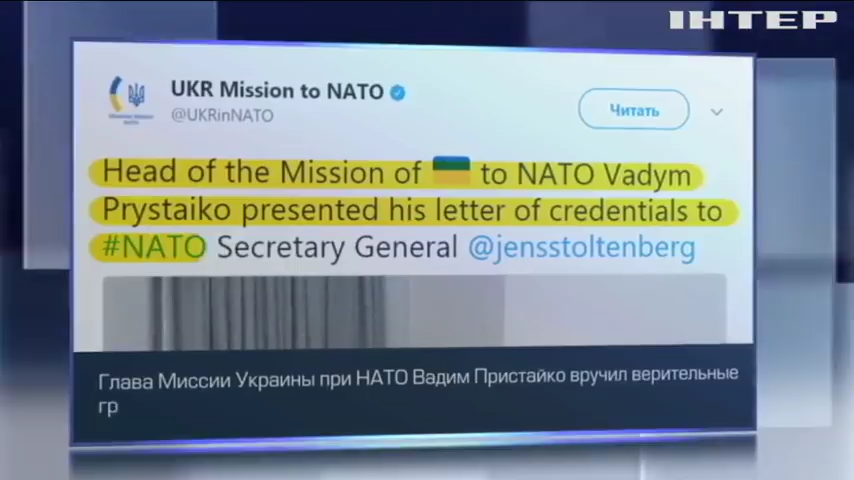 ІНТЕР
UKR Mission to NATO
@UKRinNATO
Читать
Head of the Mission of 🇺🇦 to NATO Vadym
Prystaiko presented his letter of credentials to
#NATO Secretary General @jensstoltenberg
Глава Миссии Украины при НАТО Вадим Пристайко вручил верительные
гр